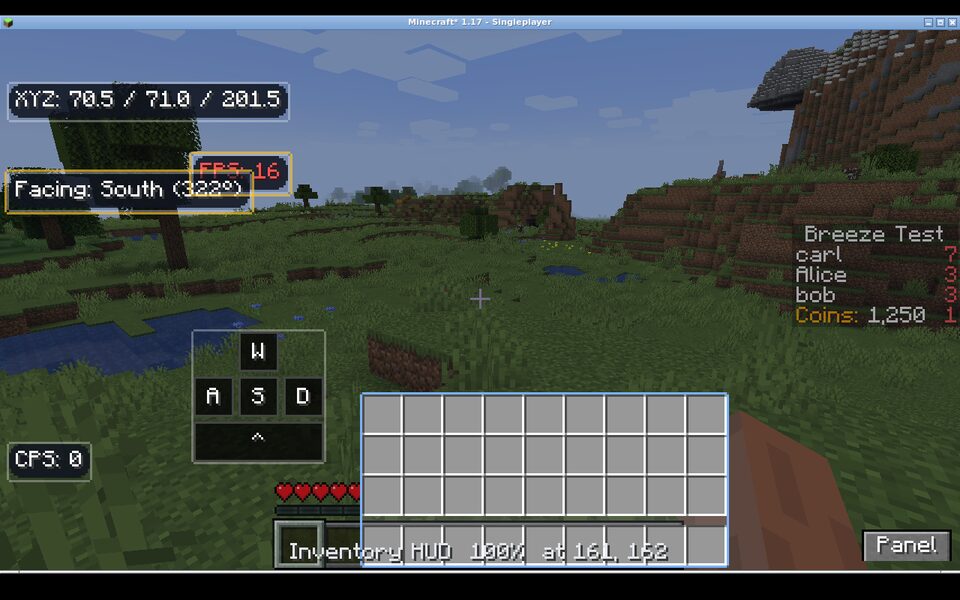 Minecraft* 1.17 - Singleplayer
XYZ: 70.5 / 71.0 / 201.5
FPS: 16
Facing: South (322º)
Breeze Test
carl 7
Alice 3
bob 3
Coins: 1,250 1
W
A S D
^
CPS: 0
Inventory HUD 100% at 161, 162
Panel